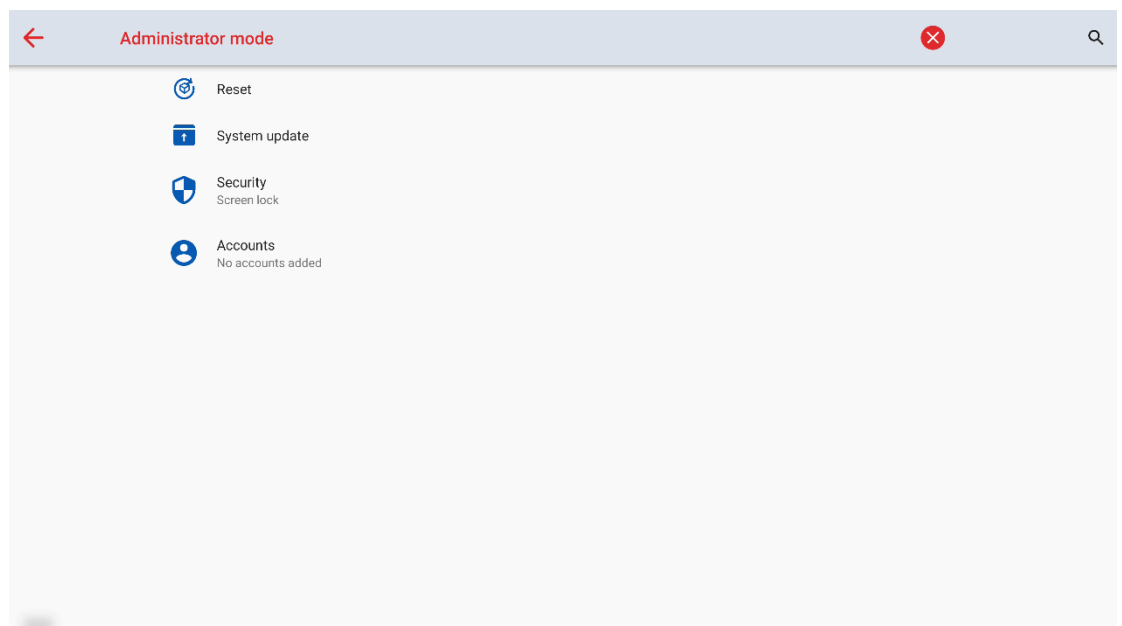 Administrator mode
Reset
System update
Security
Screen lock
Accounts
No accounts added